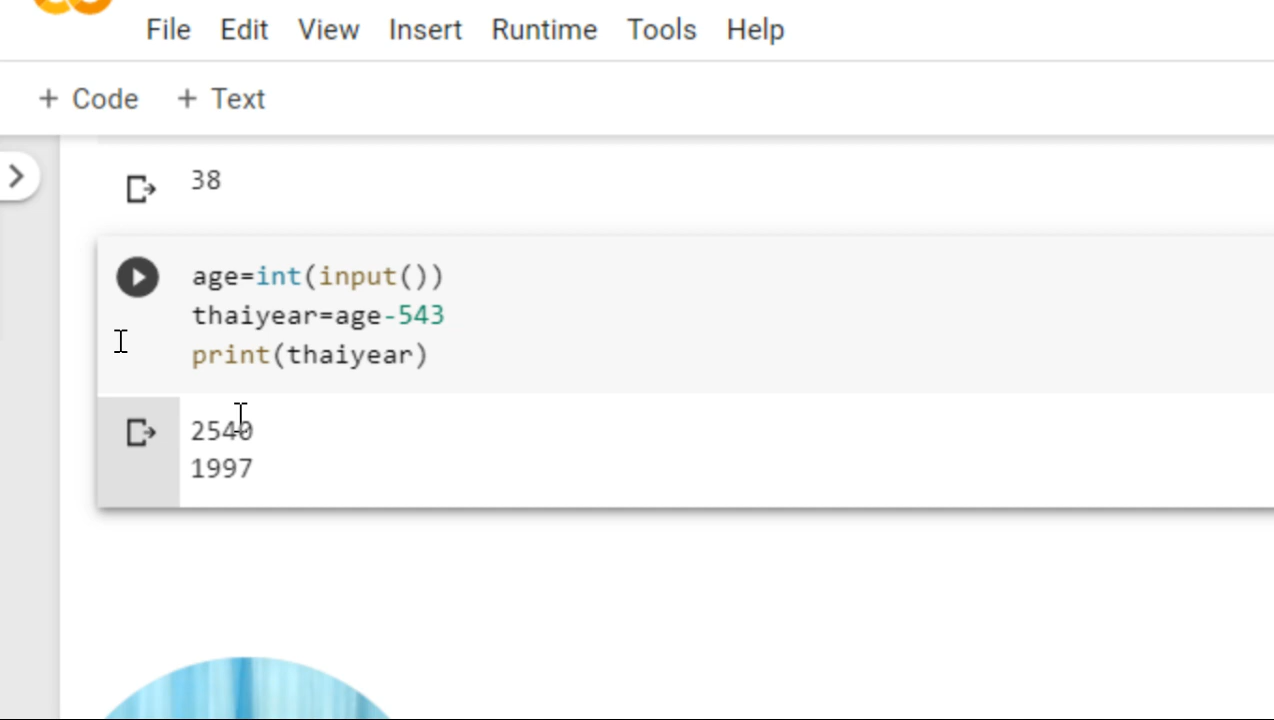 File Edit View Insert Runtime Tools Help
+ Code + Text
38
age=int(input())
thaiyear=age-543
print(thaiyear)
2540
1997